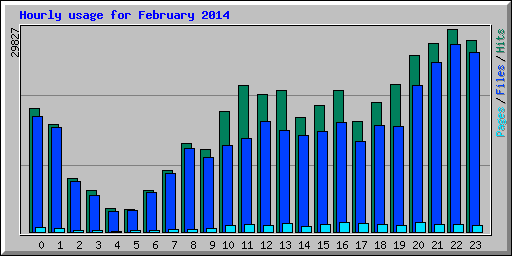 Hourly usage for February 2014
29827
Pages/Files/Hits
0 1 2 3 4 5 6 7 8 9 10 11 12 13 14 15 16 17 18 19 20 21 22 23